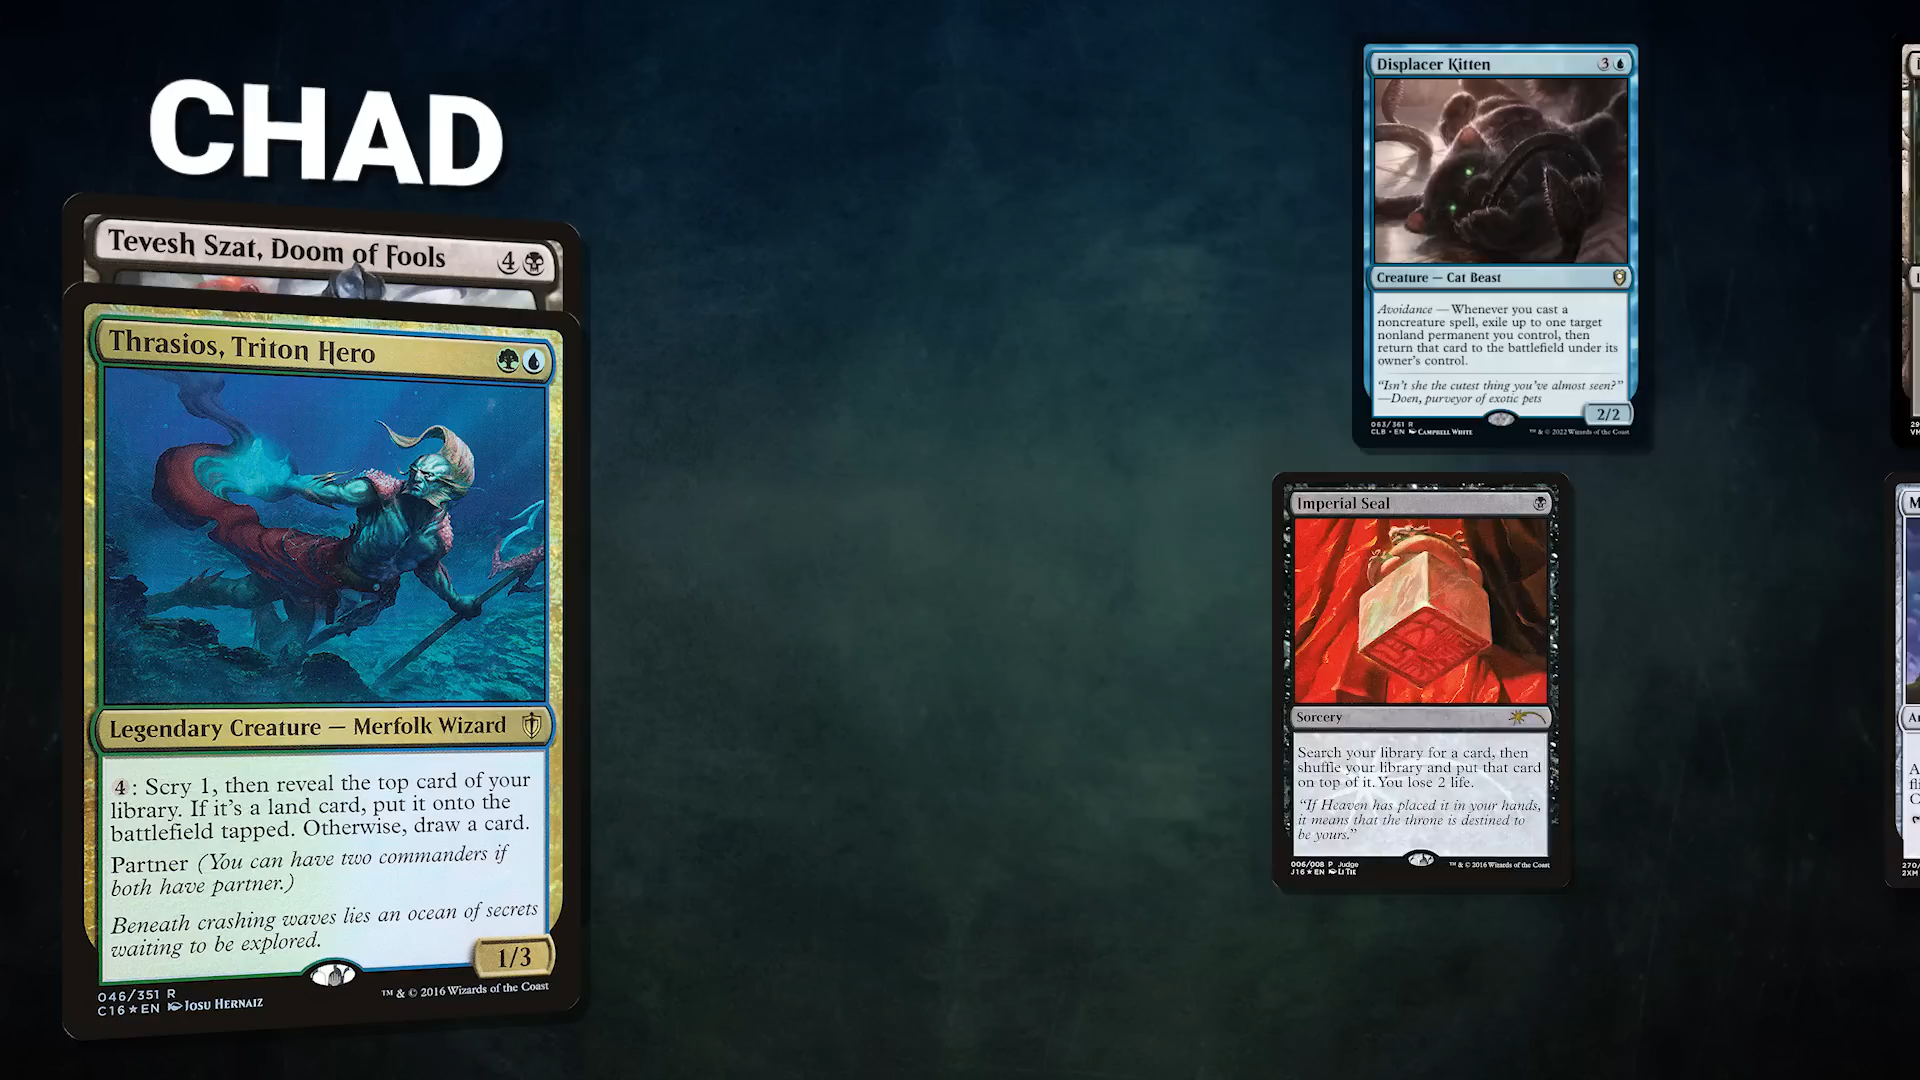 CHAD
Tevesh Szat, Doom of Fools 4
Thrasios, Triton Hero
Legendary Creature — Merfolk Wizard
4: Scry 1, then reveal the top card of your
library. If it's a land card, put it onto the
battlefield tapped. Otherwise, draw a card.
Partner (You can have two commanders if
both have partner.)
Beneath crashing waves lies an ocean of secrets
waiting to be explored.
1/3
046/351 R
C16★EN Josu Hernaiz
™ & © 2016 Wizards of the Coast
Displacer Kitten 3
Creature — Cat Beast
Avoidance — Whenever you cast a
noncreature spell, exile up to one target
nonland permanent you control, then
return that card to the battlefield under its
owner's control.
"Isn't she the cutest thing you've almost seen?"
—Doen, purveyor of exotic pets
2/2
063/361 R
CLB • EN Campbell White
™ & © 2022 Wizards of the Coast
Imperial Seal
Sorcery
Search your library for a card, then
shuffle your library and put that card
on top of it. You lose 2 life.
"If Heaven has placed it in your hands,
it means that the throne is destined to
be yours."
006/008 P Judge
J16★EN Li Tie
™ & © 2016 Wizards of the Coast
270/
2XM